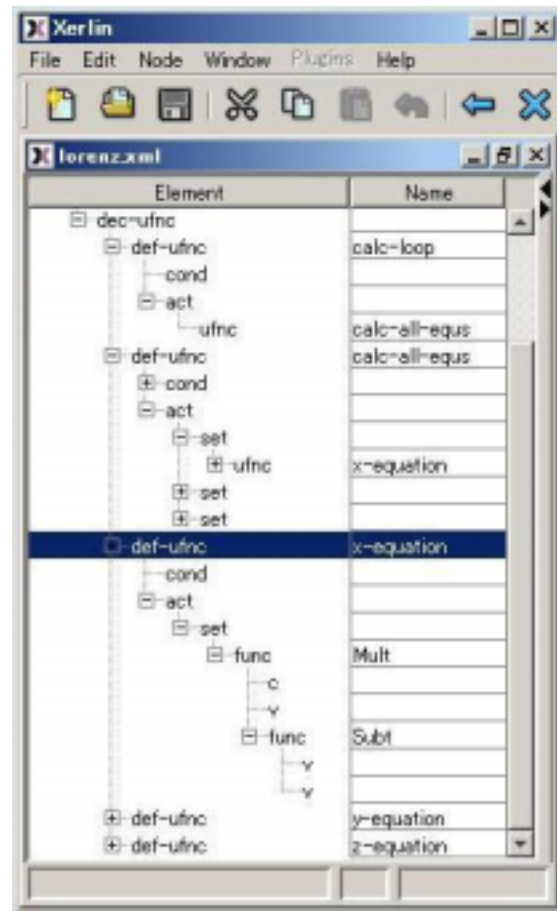 Xerlin
File Edit Node Window Plugins Help
lorenz.xml
Element Name
dec-ufnc
def-ufnc calc-loop
cond
act
ufnc calc-all-equs
def-ufnc calc-all-equs
cond
act
set
ufnc x-equation
set
set
def-ufnc x-equation
cond
act
set
func Mult
c
v
func Subt
v
v
def-ufnc y-equation
def-ufnc z-equation